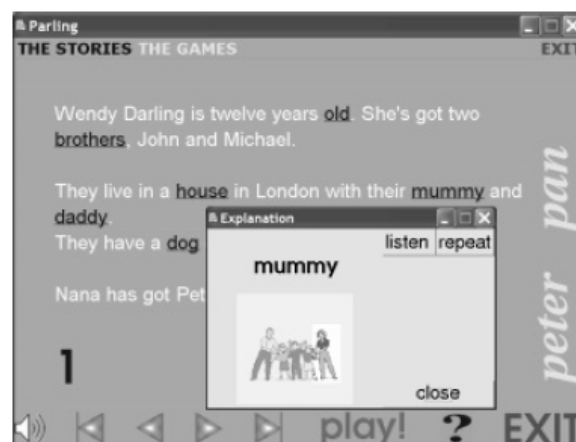 Parling
THE STORIES THE GAMES EXIT
Wendy Darling is twelve years old. She's got two
brothers, John and Michael.
They live in a house in London with their mummy and
daddy.
They have a dog
Nana has got Pet
Explanation
listen repeat
mummy
close
peter pan
1
play! ? EXIT